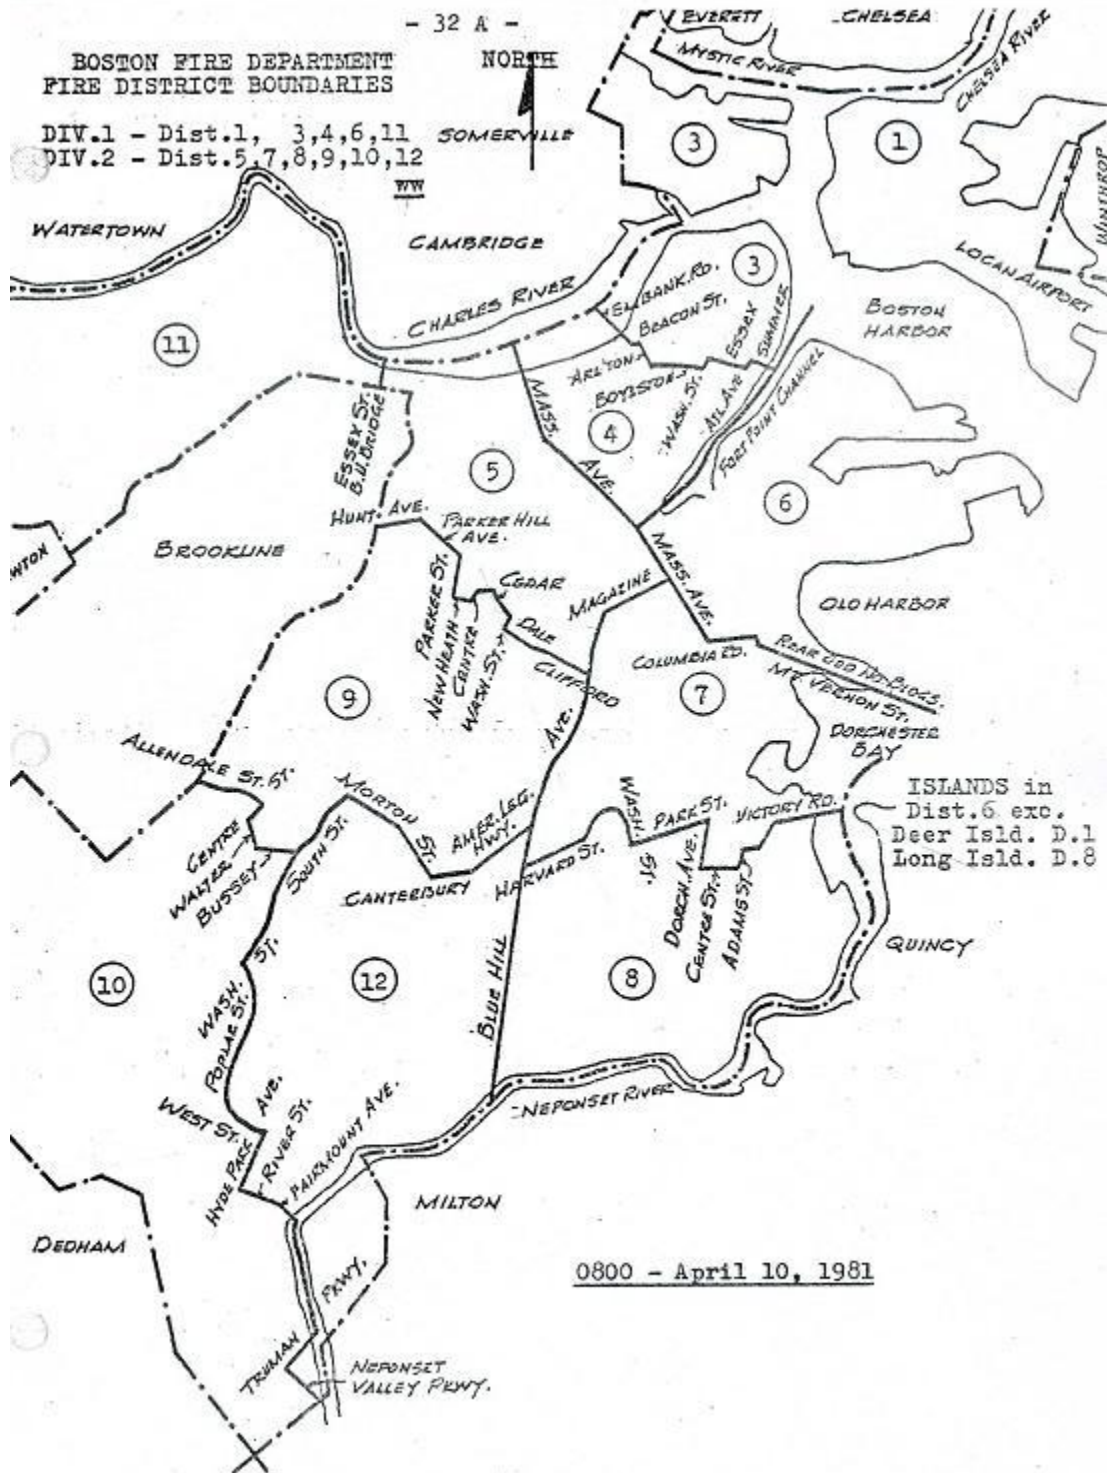 - 32 A -
BOSTON FIRE DEPARTMENT
FIRE DISTRICT BOUNDARIES
NORTH
DIV.1 - Dist.1, 3,4,6,11
DIV.2 - Dist.5,7,8,9,10,12
WW
EVERETT
CHELSEA
MYSTIC RIVER
CHELSEA RIVER
SOMERVILLE
3
1
WINTHROP
WATERTOWN
CAMBRIDGE
LOGAN AIRPORT
CHARLES RIVER
EMBANK. RD.
3
BEACON ST.
ESSEX
SUMMER
BOSTON
HARBOR
11
ARL'TON
BOYLSTON
WASH. ST.
ATL. AVE
FORT POINT CHANNEL
MASS.
AVE.
4
ESSEX ST.
B.U. BRIDGE
5
6
HUNT. AVE.
PARKER HILL
AVE.
BROOKLINE
WTON
MASS. AVE.
CEDAR
MAGAZINE
OLD HARBOR
PARKER ST.
NEW HEATH
CENTRE
WASH. ST.
DALE
CLIFFORD
COLUMBIA RD.
REAR ODD NO. BLDGS.
MT. VERNON ST.
9
7
AVE.
DORCHESTER
BAY
ALLENDALE ST.
ST.
MORTON
ST.
AMER. LEG.
HWY.
WASH.
ST.
PARK ST.
VICTORY RD.
ISLANDS in
Dist.6 exc.
Deer Isld. D.1
Long Isld. D.8
CENTRE
WALTER
BUSSEY
SOUTH ST.
CANTERBURY
HARVARD ST.
DORCH. AVE.
CENTRE ST.
ADAMS ST.
QUINCY
10
12
8
WASH.
ST.
POPLAR ST.
BLUE HILL
WEST ST.
HYDE PARK
AVE.
RIVER ST.
FAIRMOUNT AVE.
NEPONSET RIVER
MILTON
DEDHAM
0800 - April 10, 1981
TRUMAN
PKWY.
NEPONSET
VALLEY PKWY.